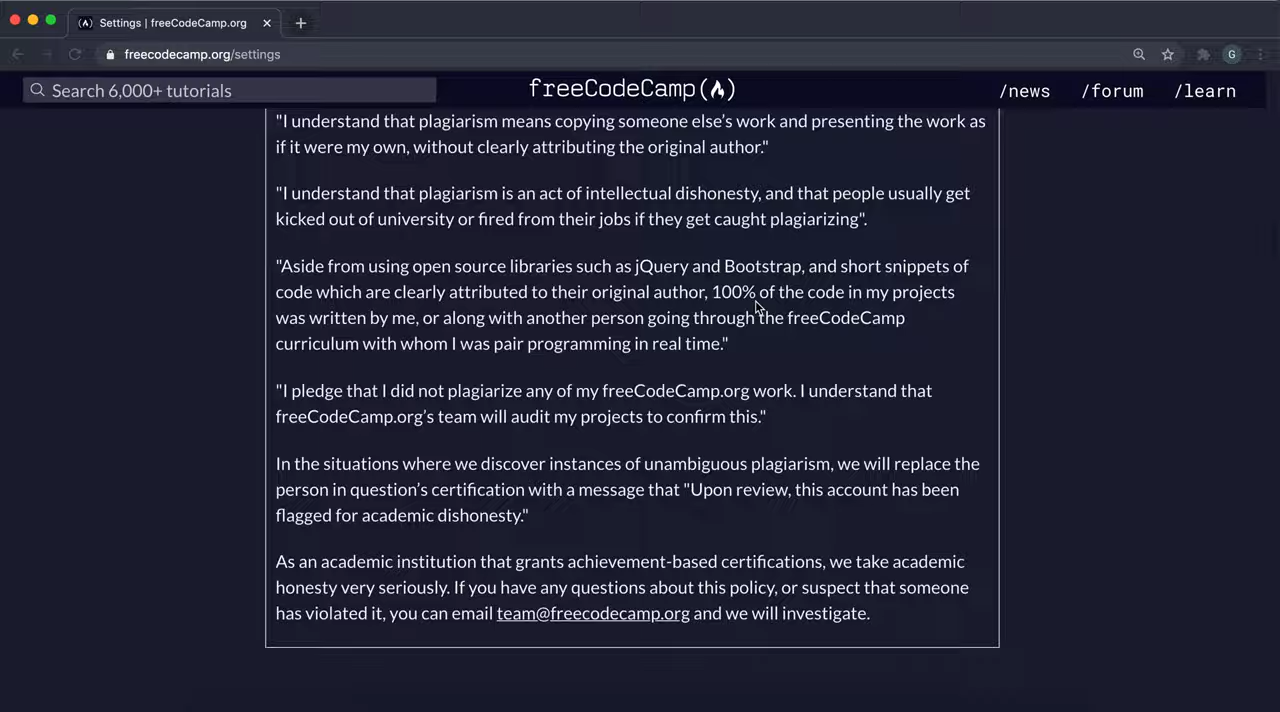 Settings | freeCodeCamp.org
freecodecamp.org/settings
G
Search 6,000+ tutorials
freeCodeCamp
/news
/forum
/learn
"I understand that plagiarism means copying someone else's work and presenting the work as
if it were my own, without clearly attributing the original author."
"I understand that plagiarism is an act of intellectual dishonesty, and that people usually get
kicked out of university or fired from their jobs if they get caught plagiarizing".
"Aside from using open source libraries such as jQuery and Bootstrap, and short snippets of
code which are clearly attributed to their original author, 100% of the code in my projects
was written by me, or along with another person going through the freeCodeCamp
curriculum with whom I was pair programming in real time."
"I pledge that I did not plagiarize any of my freeCodeCamp.org work. I understand that
freeCodeCamp.org's team will audit my projects to confirm this."
In the situations where we discover instances of unambiguous plagiarism, we will replace the
person in question's certification with a message that "Upon review, this account has been
flagged for academic dishonesty."
As an academic institution that grants achievement-based certifications, we take academic
honesty very seriously. If you have any questions about this policy, or suspect that someone
has violated it, you can email team@freecodecamp.org and we will investigate.